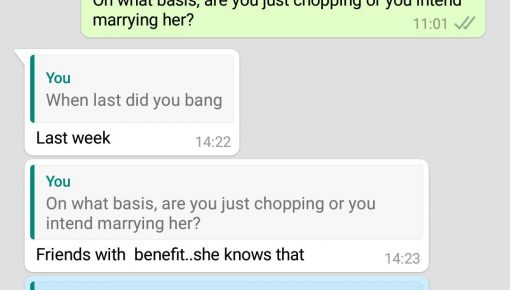 On what basis, are you just chopping or you intend
marrying her?
11:01
You
When last did you bang
Last week
14:22
You
On what basis, are you just chopping or you
intend marrying her?
Friends with benefit..she knows that
14:23